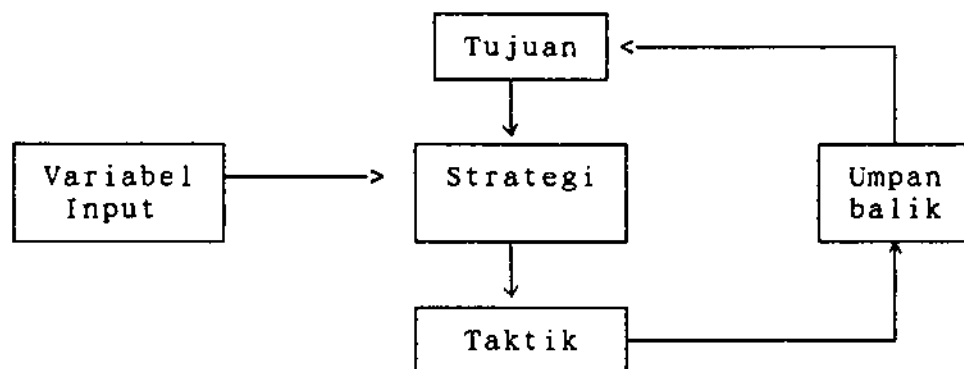 Tujuan
Variabel
Input
Strategi
Umpan
balik
Taktik